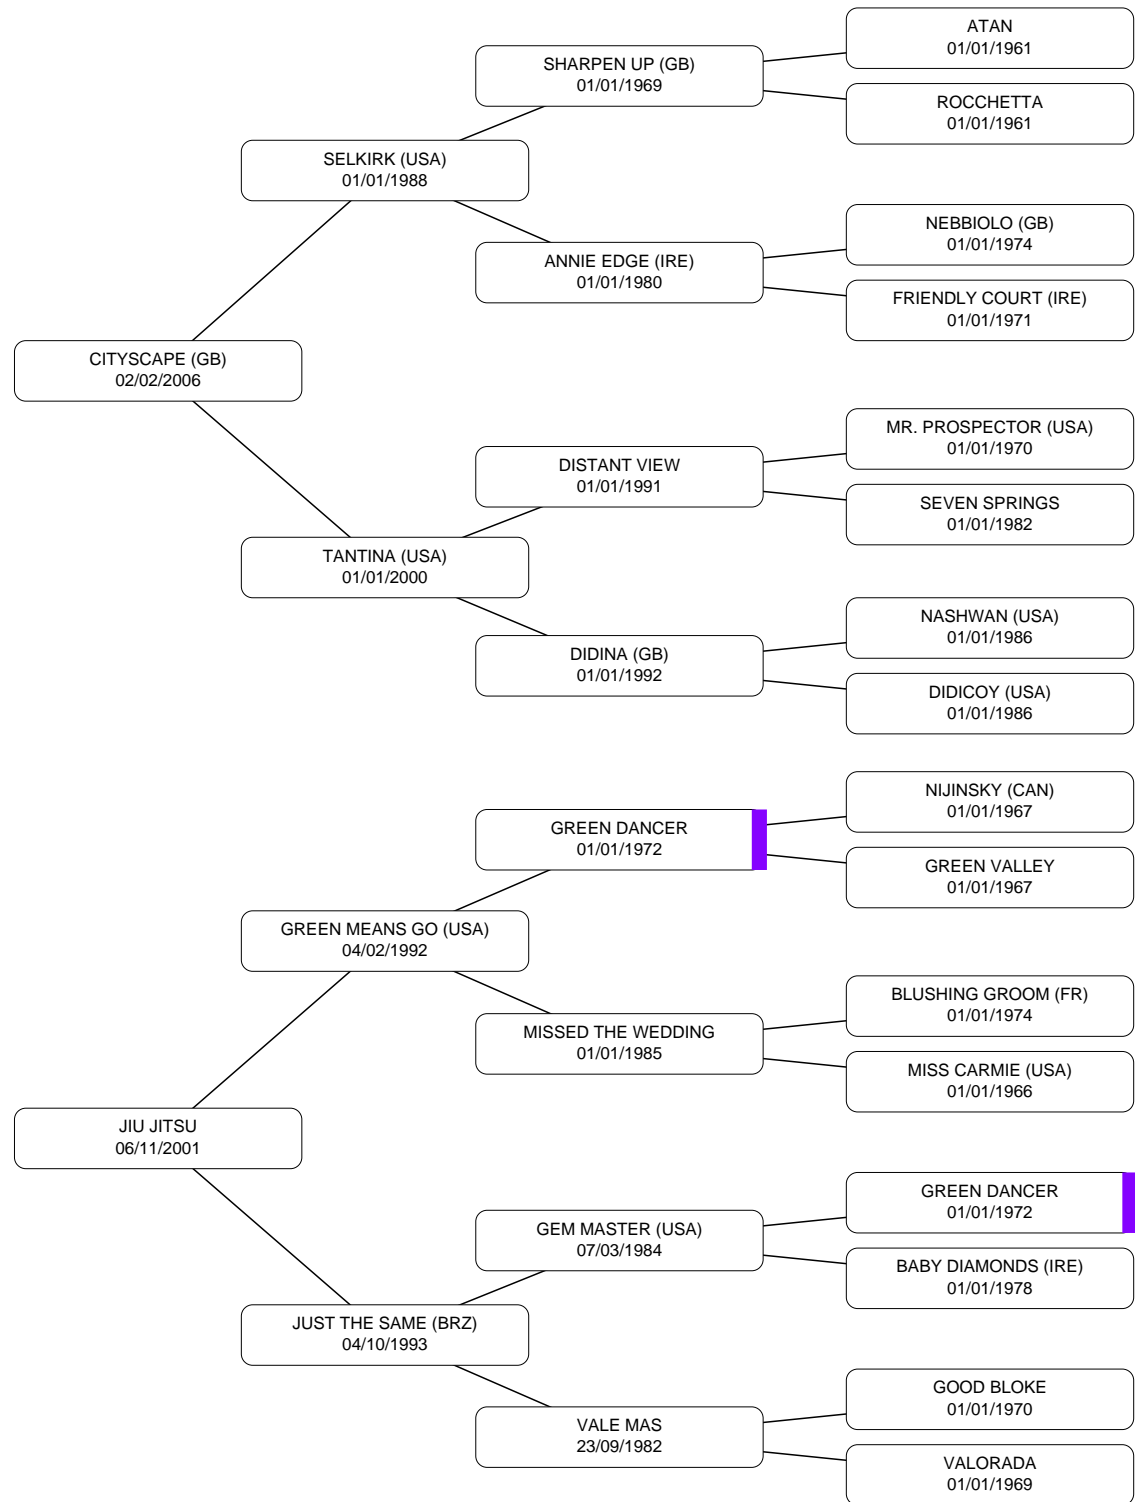 ATAN
01/01/1961
SHARPEN UP (GB)
01/01/1969
ROCCHETTA
01/01/1961
SELKIRK (USA)
01/01/1988
NEBBIOLO (GB)
01/01/1974
ANNIE EDGE (IRE)
01/01/1980
FRIENDLY COURT (IRE)
01/01/1971
CITYSCAPE (GB)
02/02/2006
MR. PROSPECTOR (USA)
01/01/1970
DISTANT VIEW
01/01/1991
SEVEN SPRINGS
01/01/1982
TANTINA (USA)
01/01/2000
NASHWAN (USA)
01/01/1986
DIDINA (GB)
01/01/1992
DIDICOY (USA)
01/01/1986
NIJINSKY (CAN)
01/01/1967
GREEN DANCER
01/01/1972
GREEN VALLEY
01/01/1967
GREEN MEANS GO (USA)
04/02/1992
BLUSHING GROOM (FR)
01/01/1974
MISSED THE WEDDING
01/01/1985
MISS CARMIE (USA)
01/01/1966
JIU JITSU
06/11/2001
GREEN DANCER
01/01/1972
GEM MASTER (USA)
07/03/1984
BABY DIAMONDS (IRE)
01/01/1978
JUST THE SAME (BRZ)
04/10/1993
GOOD BLOKE
01/01/1970
VALE MAS
23/09/1982
VALORADA
01/01/1969